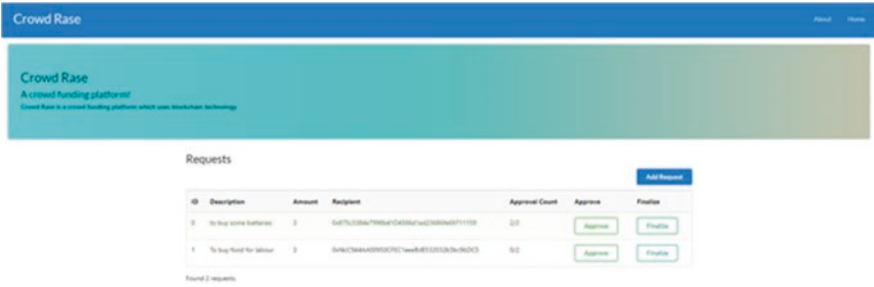 Crowd Rase
About Home
Crowd Rase
A crowd funding platform!
Crowd Rase is a crowd funding platform which uses blockchain technology
Requests
Add Request
ID Description Amount Recipient Approval Count Approve Finalize
0 to buy some batteries 2/2 Approve Finalize
1 To buy food for labour 2 0/2 Approve Finalize
Found 2 requests.